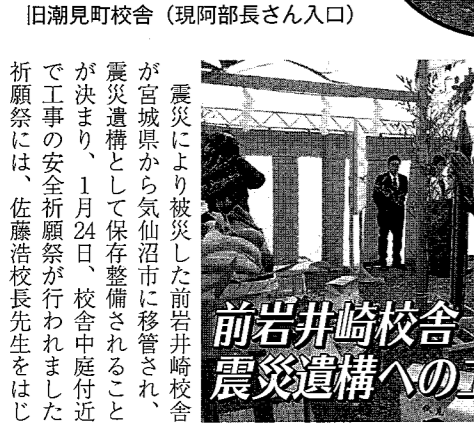 旧潮見町校舎（現阿部長さん入口）
震災により被災した前岩井崎校舎
が宮城県から気仙沼市に移管され、
震災遺構として保存整備されること
が決まり、１月24日、校舎中庭付近
で工事の安全祈願祭が行われました
祈願祭には、佐藤浩校長先生をはじ
前岩井崎校舎
震災遺構への